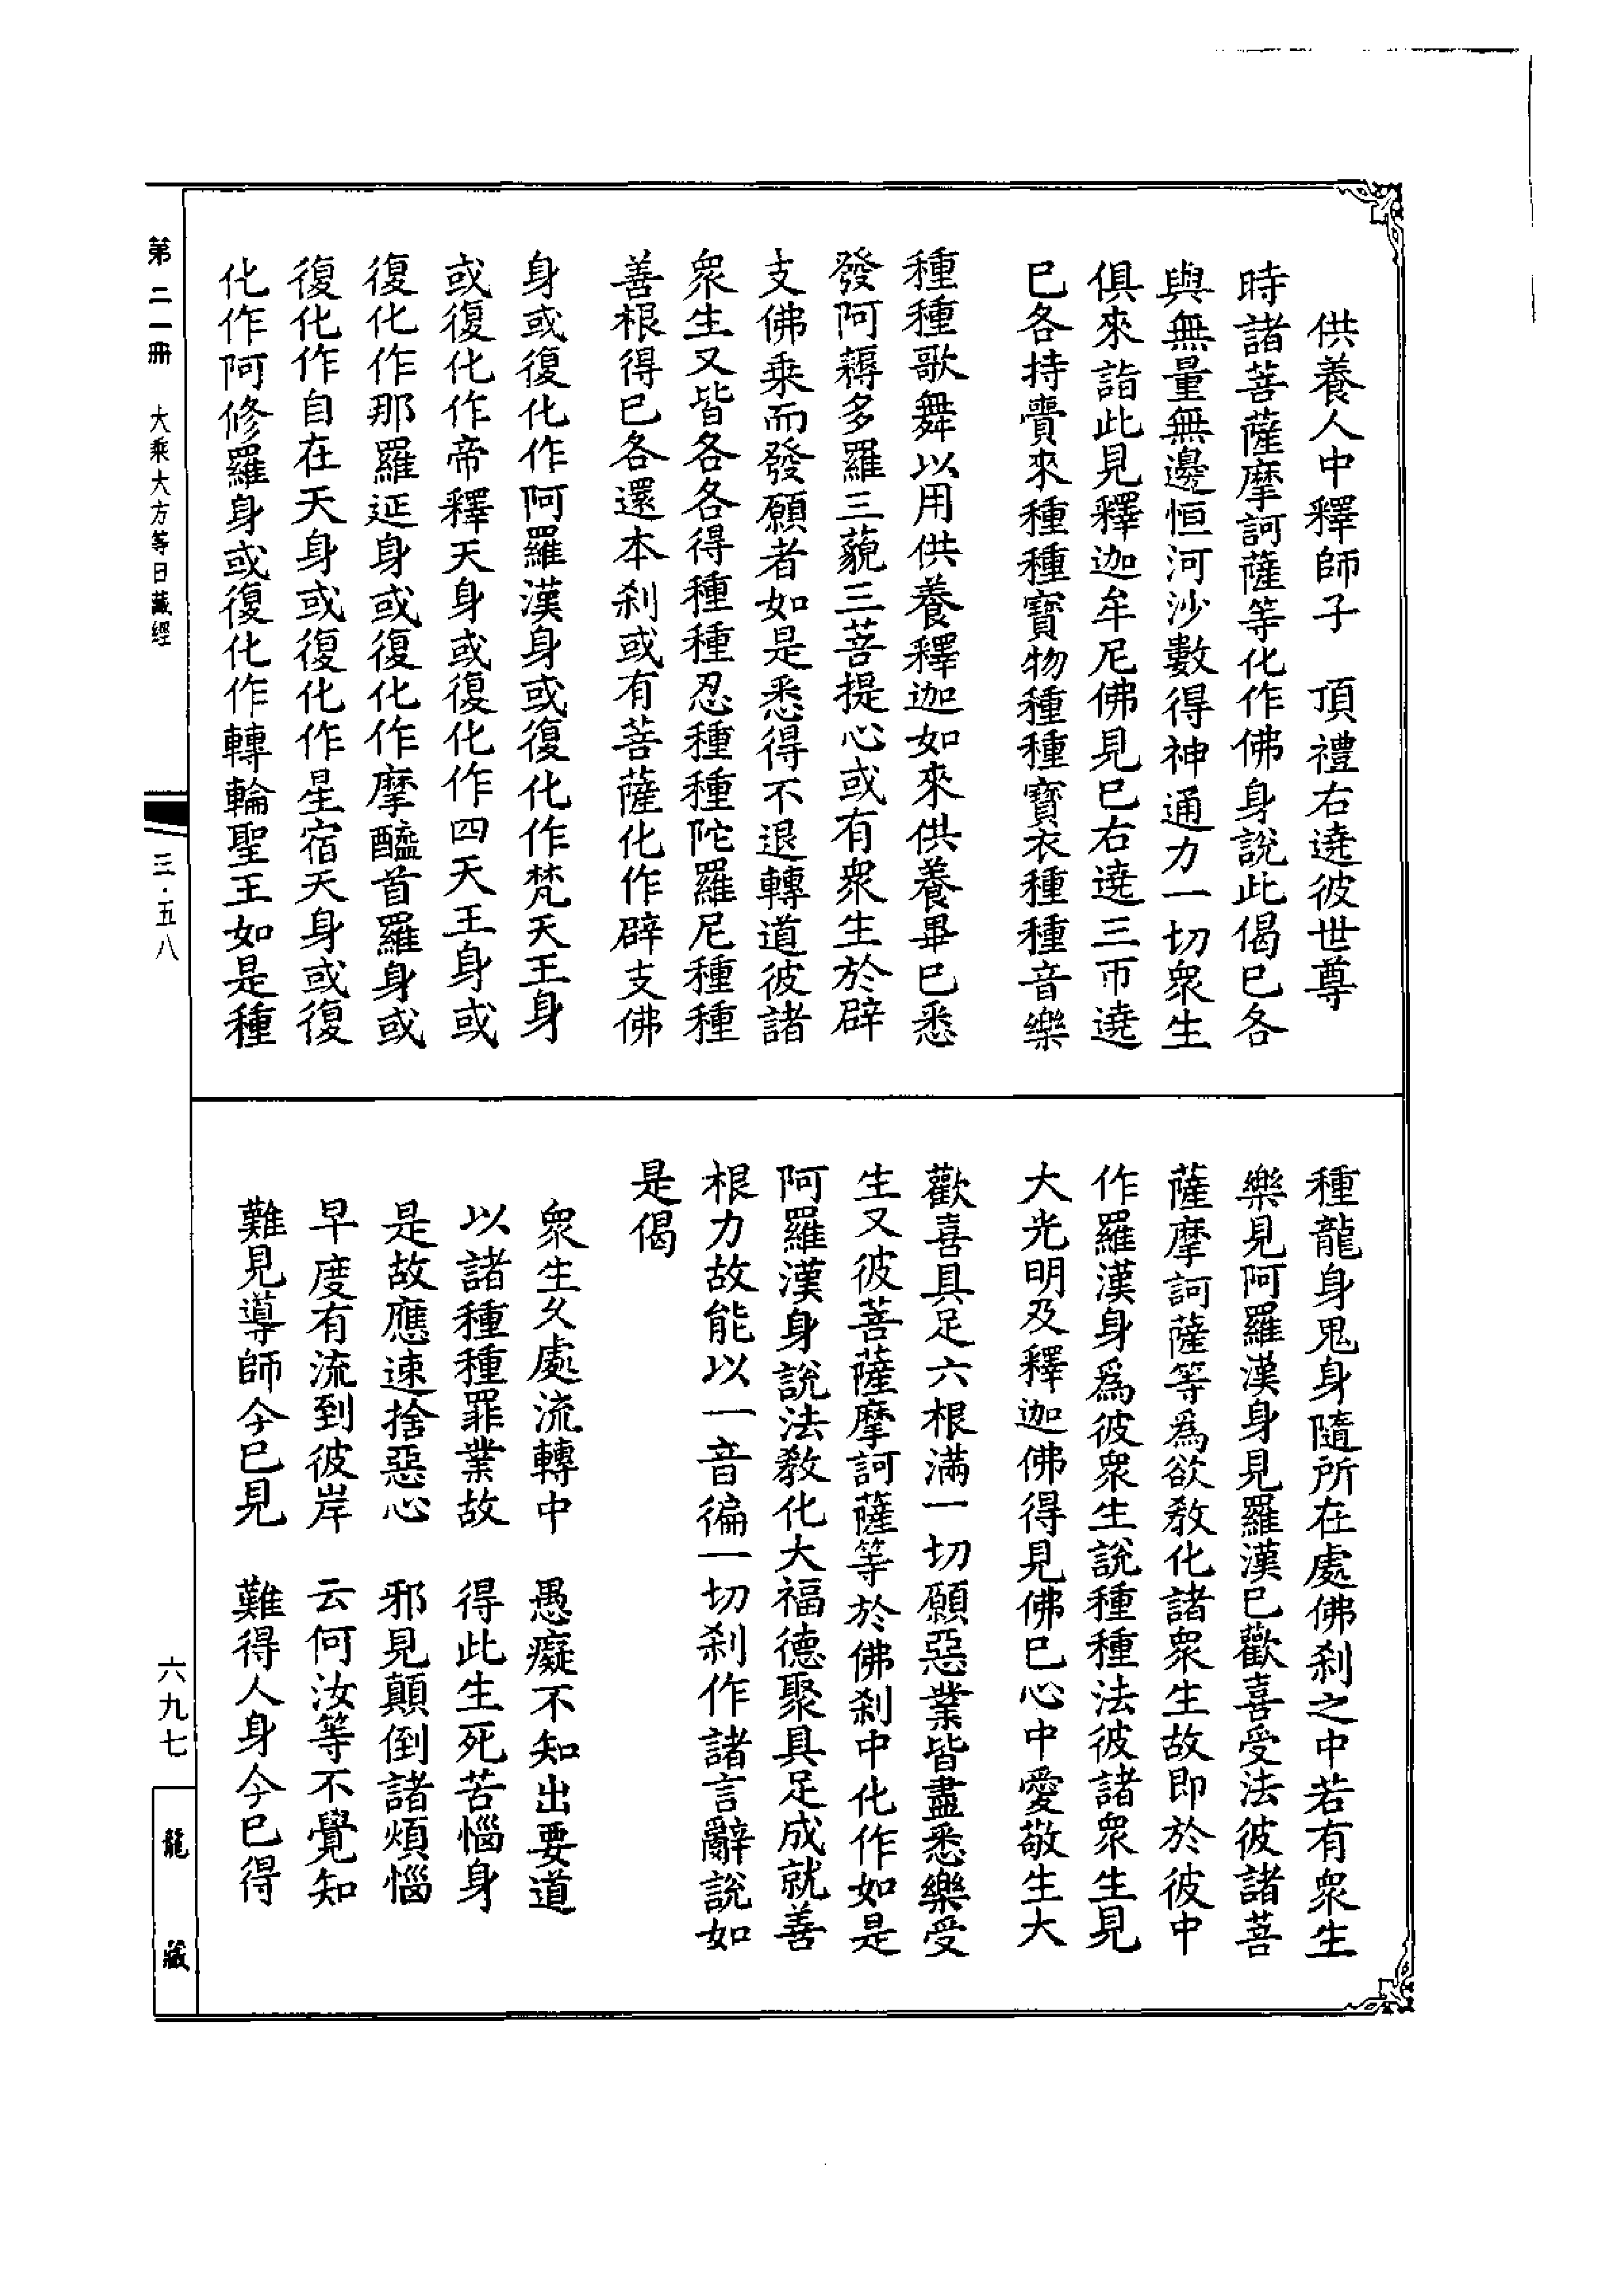 供養人中釋師子　頂禮右遶彼世尊
時諸菩薩摩訶薩等化作佛身說此偈已各
與無量無邊恒河沙數得神通力一切衆生
俱來詣此見釋迦牟尼佛見已右遶三帀遶
已各持賷來種種寶物種種寶衣種種音樂
種種歌舞以用供養釋迦如來供養畢已悉
發阿耨多羅三藐三菩提心或有衆生於辟
支佛乗而發願者如是悉得不退轉道彼諸
衆生又皆各各得種種忍種種陀羅尼種種
善根得已各還本刹或有菩薩化作辟支佛
身或復化作阿羅漢身或復化作梵天王身
或復化作帝釋天身或復化作四天王身或
復化作那羅延身或復化作摩醯首羅身或
復化作自在天身或復化作星宿天身或復
化作阿修羅身或復化作轉輪聖王如是種
種龍身鬼身隨所在處佛刹之中若有衆生
樂見阿羅漢身見羅漢已歡喜受法彼諸菩
薩摩訶薩等爲欲教化諸衆生故即於彼中
作羅漢身爲彼衆生說種種法彼諸衆生見
大光明及釋迦佛得見佛已心中愛敬生大
歡喜具足六根滿一切願惡業皆盡悉樂受
生又彼菩薩摩訶薩等於佛刹中化作如是
阿羅漢身說法教化大福德聚具足成就善
根力故能以一音徧一切刹作諸言辭說如
是偈
衆生久處流轉中　愚癡不知出要道
以諸種種罪業故　得此生死苦惱身
是故應速捨惡心　邪見顛倒諸煩惱
早度有流到彼岸　云何汝等不覺知
難見導師今已見　難得人身今已得
第二一冊　大乘大方等日藏經
三·五八
六九七
龍藏